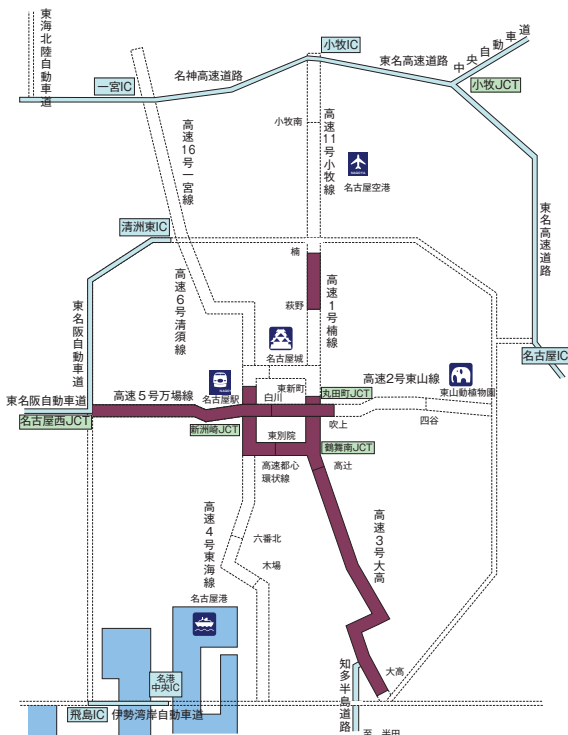 東海北陸自動車道
小牧IC
中央自動車道
名神高速道路
東名高速道路
一宮IC
小牧JCT
小牧南
高速11号小牧線
高速16号一宮線
名古屋空港
清洲東IC
東名高速道路
楠
高速6号清須線
萩野
高速1号楠線
東名阪自動車道
名古屋城
名古屋IC
高速2号東山線
東山動植物園
東新町
丸田町JCT
名古屋駅
高速5号万場線
白川
東名阪自動車道
名古屋西JCT
新洲崎JCT
吹上
四谷
東別院
鶴舞南JCT
高速都心
環状線
高辻
高速4号東海線
高速3号大高
六番北
木場
名古屋港
大高
知多半島道路
名港
中央IC
飛島IC
伊勢湾岸自動車道